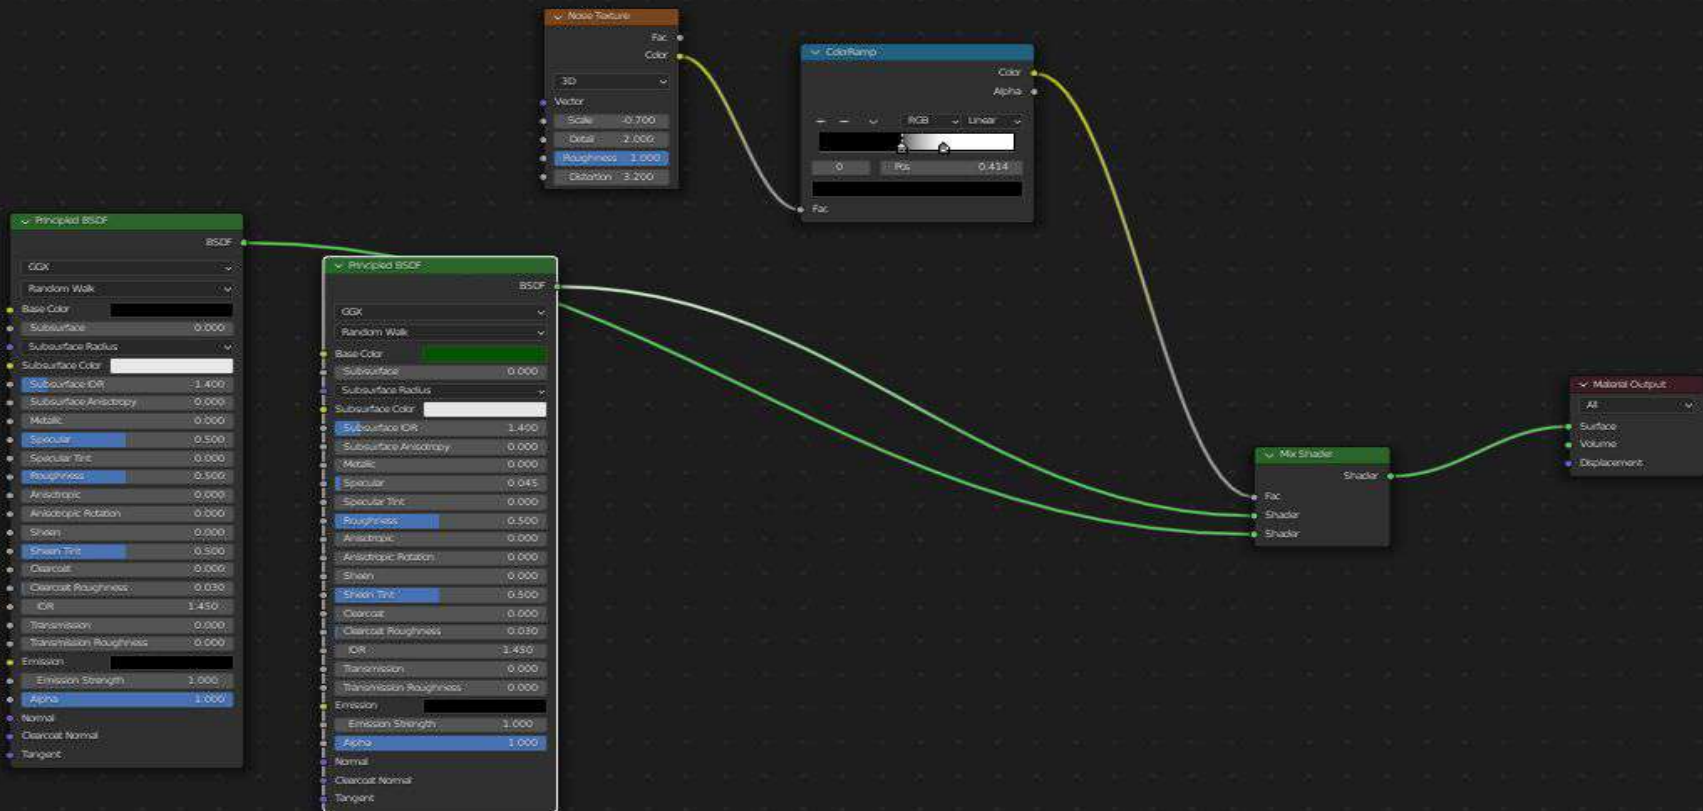 Noise Texture
Fac
Color
3D
Vector
Scale -0.700
Detail 2.000
Roughness 1.000
Distortion 3.200
ColorRamp
Color
Alpha
RGB Linear
0 Pos 0.414
Fac
Principled BSDF
BSDF
GGX
Random Walk
Base Color
Subsurface 0.000
Subsurface Radius
Subsurface Color
Subsurface IOR 1.400
Subsurface Anisotropy 0.000
Metallic 0.000
Specular 0.500
Specular Tint 0.000
Roughness 0.500
Anisotropic 0.000
Anisotropic Rotation 0.000
Sheen 0.000
Sheen Tint 0.500
Clearcoat 0.000
Clearcoat Roughness 0.030
IOR 1.450
Transmission 0.000
Transmission Roughness 0.000
Emission
Emission Strength 1.000
Alpha 1.000
Normal
Clearcoat Normal
Tangent
Principled BSDF
BSDF
GGX
Random Walk
Base Color
Subsurface 0.000
Subsurface Radius
Subsurface Color
Subsurface IOR 1.400
Subsurface Anisotropy 0.000
Metallic 0.000
Specular 0.045
Specular Tint 0.000
Roughness 0.500
Anisotropic 0.000
Anisotropic Rotation 0.000
Sheen 0.000
Sheen Tint 0.500
Clearcoat 0.000
Clearcoat Roughness 0.030
IOR 1.450
Transmission 0.000
Transmission Roughness 0.000
Emission
Emission Strength 1.000
Alpha 1.000
Normal
Clearcoat Normal
Tangent
Mix Shader
Shader
Fac
Shader
Shader
Material Output
All
Surface
Volume
Displacement